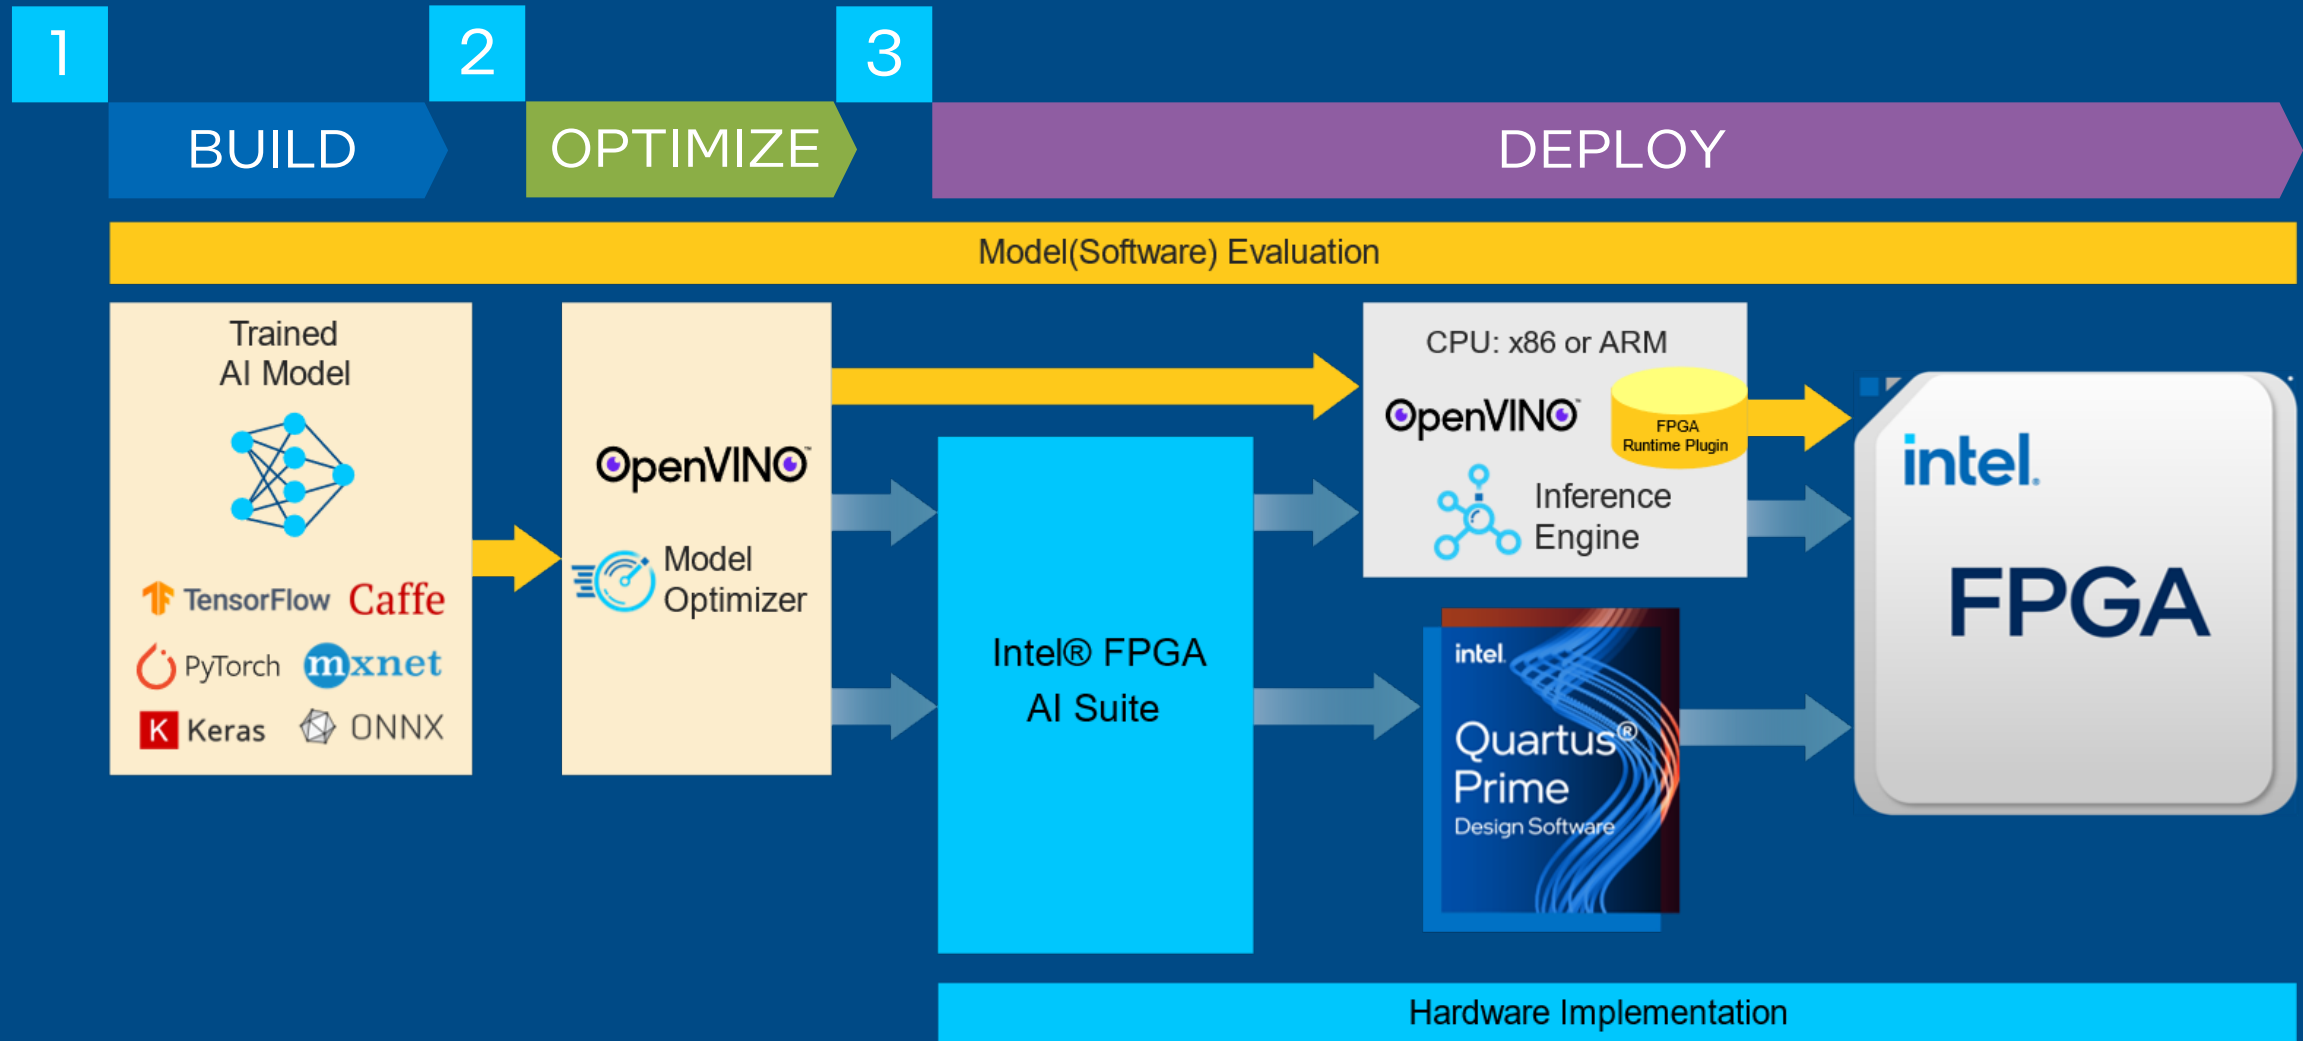 1
2
3
BUILD
OPTIMIZE
DEPLOY
Model(Software) Evaluation
Trained
AI Model
TensorFlow
Caffe
PyTorch
mxnet
K Keras
ONNX
OpenVINO™
Model
Optimizer
Intel® FPGA
AI Suite
CPU: x86 or ARM
OpenVINO™
FPGA
Runtime Plugin
Inference
Engine
intel.
Quartus®
Prime
Design Software
intel.
FPGA
Hardware Implementation